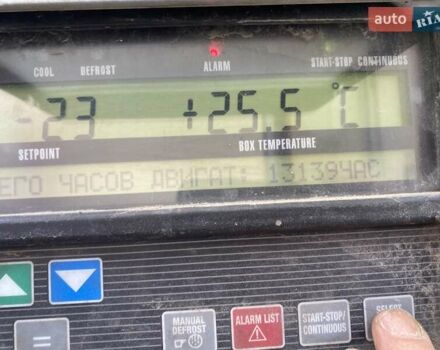 auto RIA
COOL DEFROST ALARM START-STOP CONTINUOUS
-23 +25.5 °C
SETPOINT BOX TEMPERATURE
ЕГО ЧАСОВ ДВИГАТ: 13139ЧАС
MANUAL DEFROST
ALARM LIST
START-STOP/ CONTINUOUS
SELECT
=